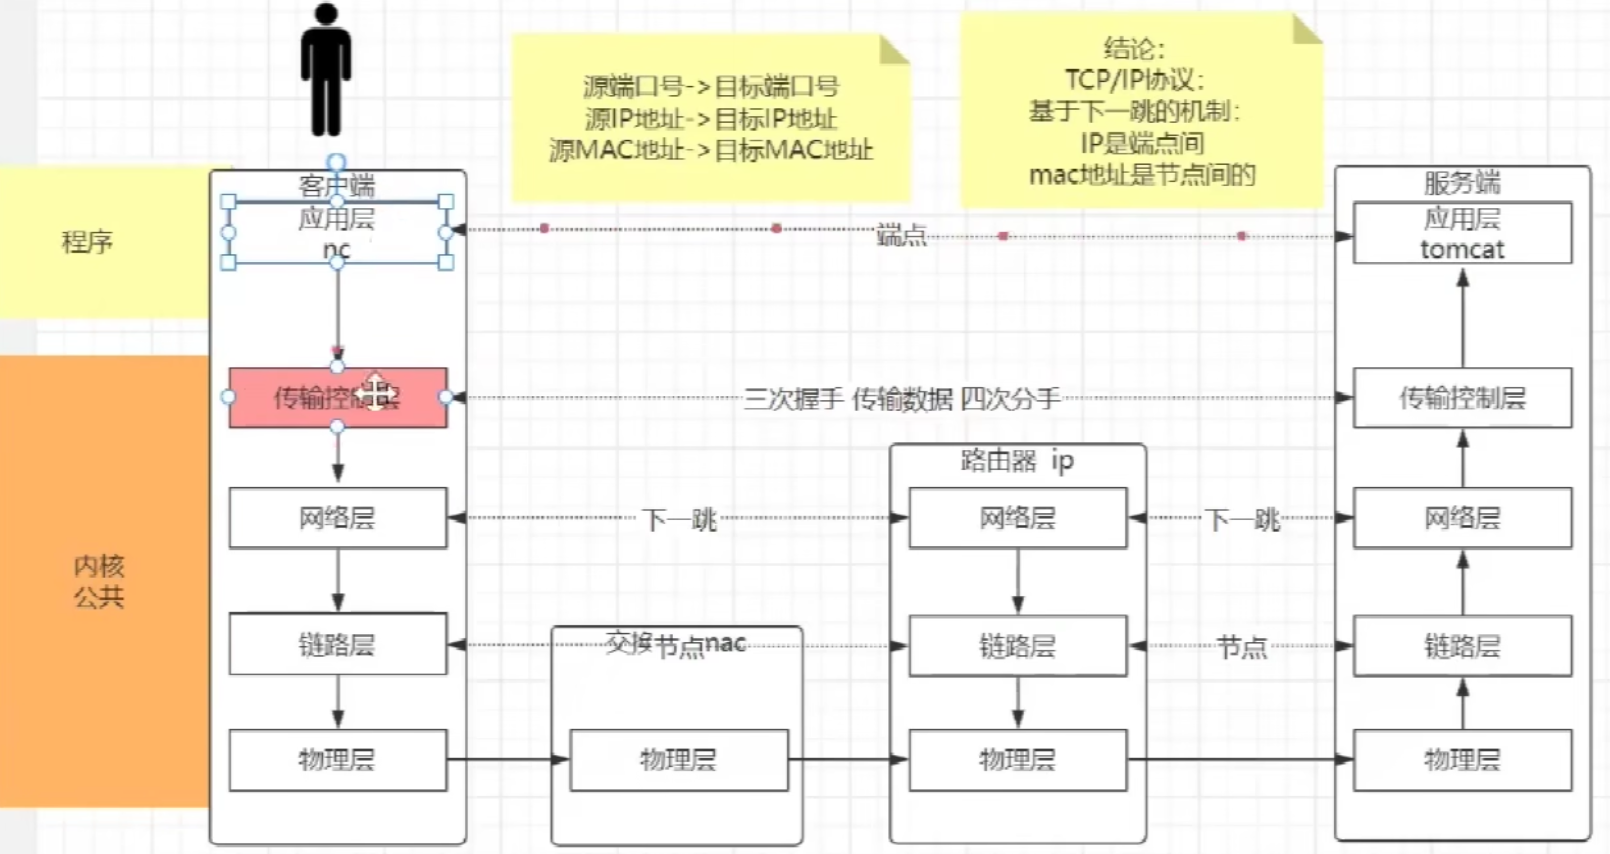 源端口号->目标端口号
源IP地址->目标IP地址
源MAC地址->目标MAC地址
结论：
TCP/IP协议：
基于下一跳的机制：
IP是端点间
mac地址是节点间的
程序
客户端
应用层
nc
端点
服务端
应用层
tomcat
传输控制层
三次握手 传输数据 四次分手
传输控制层
内核
公共
网络层
下一跳
路由器 ip
网络层
下一跳
网络层
链路层
交换
节点nac
链路层
节点
链路层
物理层
物理层
物理层
物理层